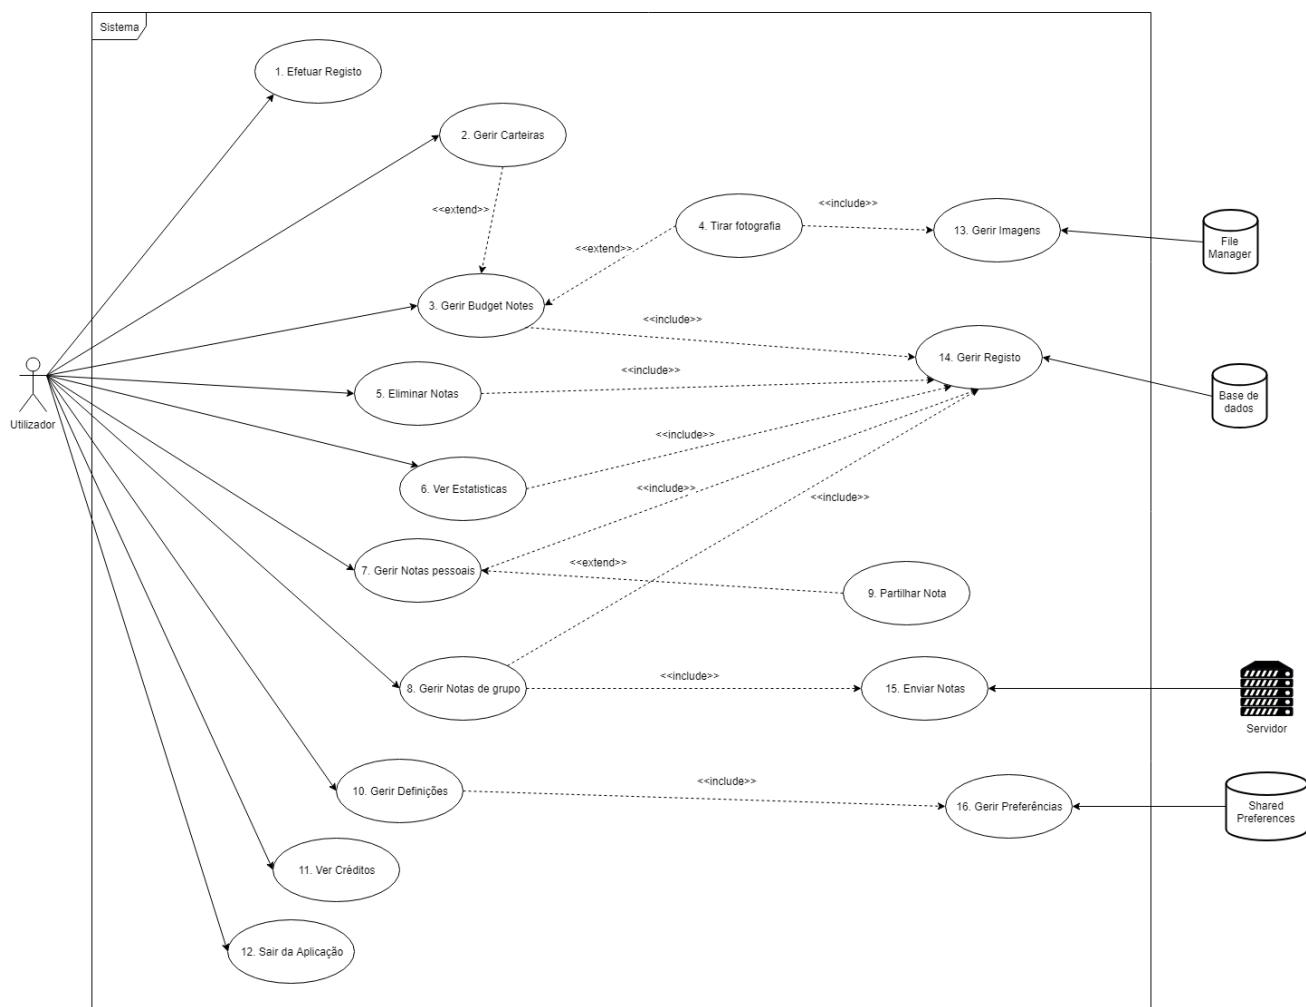 Sistema
1. Efetuar Registo
2. Gerir Carteiras
<<extend>>
4. Tirar fotografia
<<include>>
13. Gerir Imagens
File
Manager
<<extend>>
3. Gerir Budget Notes
<<include>>
14. Gerir Registo
Base de
dados
Utilizador
5. Eliminar Notas
<<include>>
6. Ver Estatisticas
<<include>>
<<include>>
<<include>>
7. Gerir Notas pessoais
<<extend>>
9. Partilhar Nota
8. Gerir Notas de grupo
<<include>>
15. Enviar Notas
Servidor
10. Gerir Definições
<<include>>
16. Gerir Preferências
Shared
Preferences
11. Ver Créditos
12. Sair da Aplicação